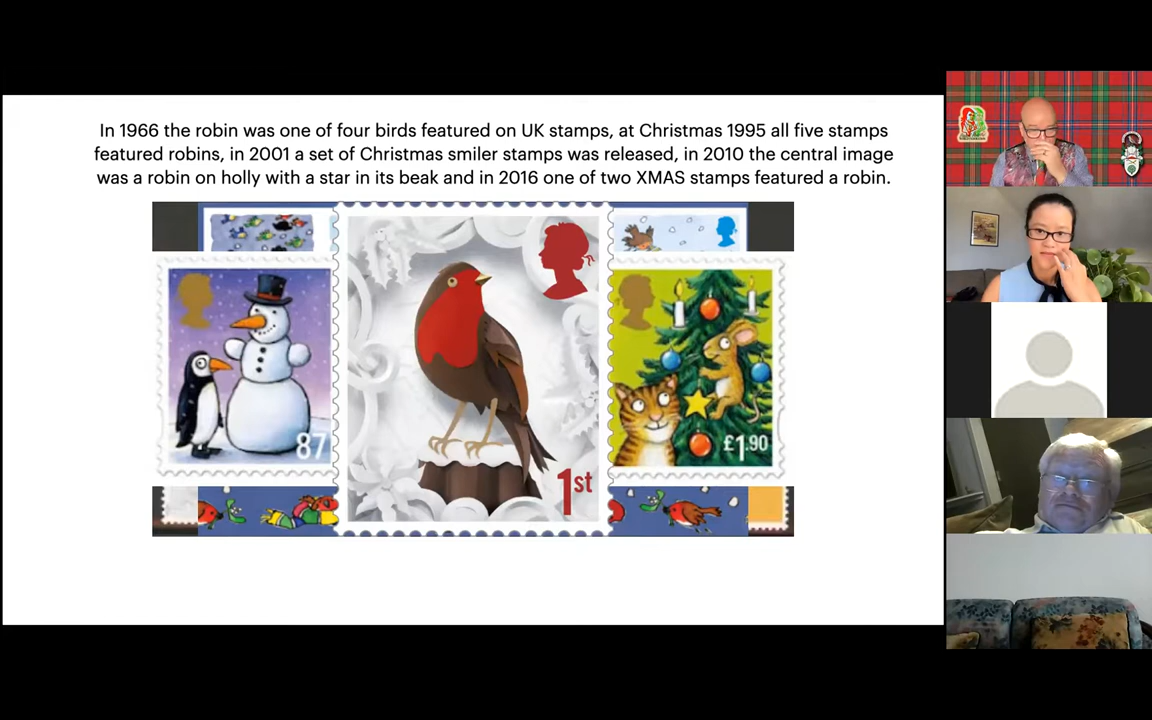 In 1966 the robin was one of four birds featured on UK stamps, at Christmas 1995 all five stamps
featured robins, in 2001 a set of Christmas smiler stamps was released, in 2010 the central image
was a robin on holly with a star in its beak and in 2016 one of two XMAS stamps featured a robin.
87
1st
£1.90